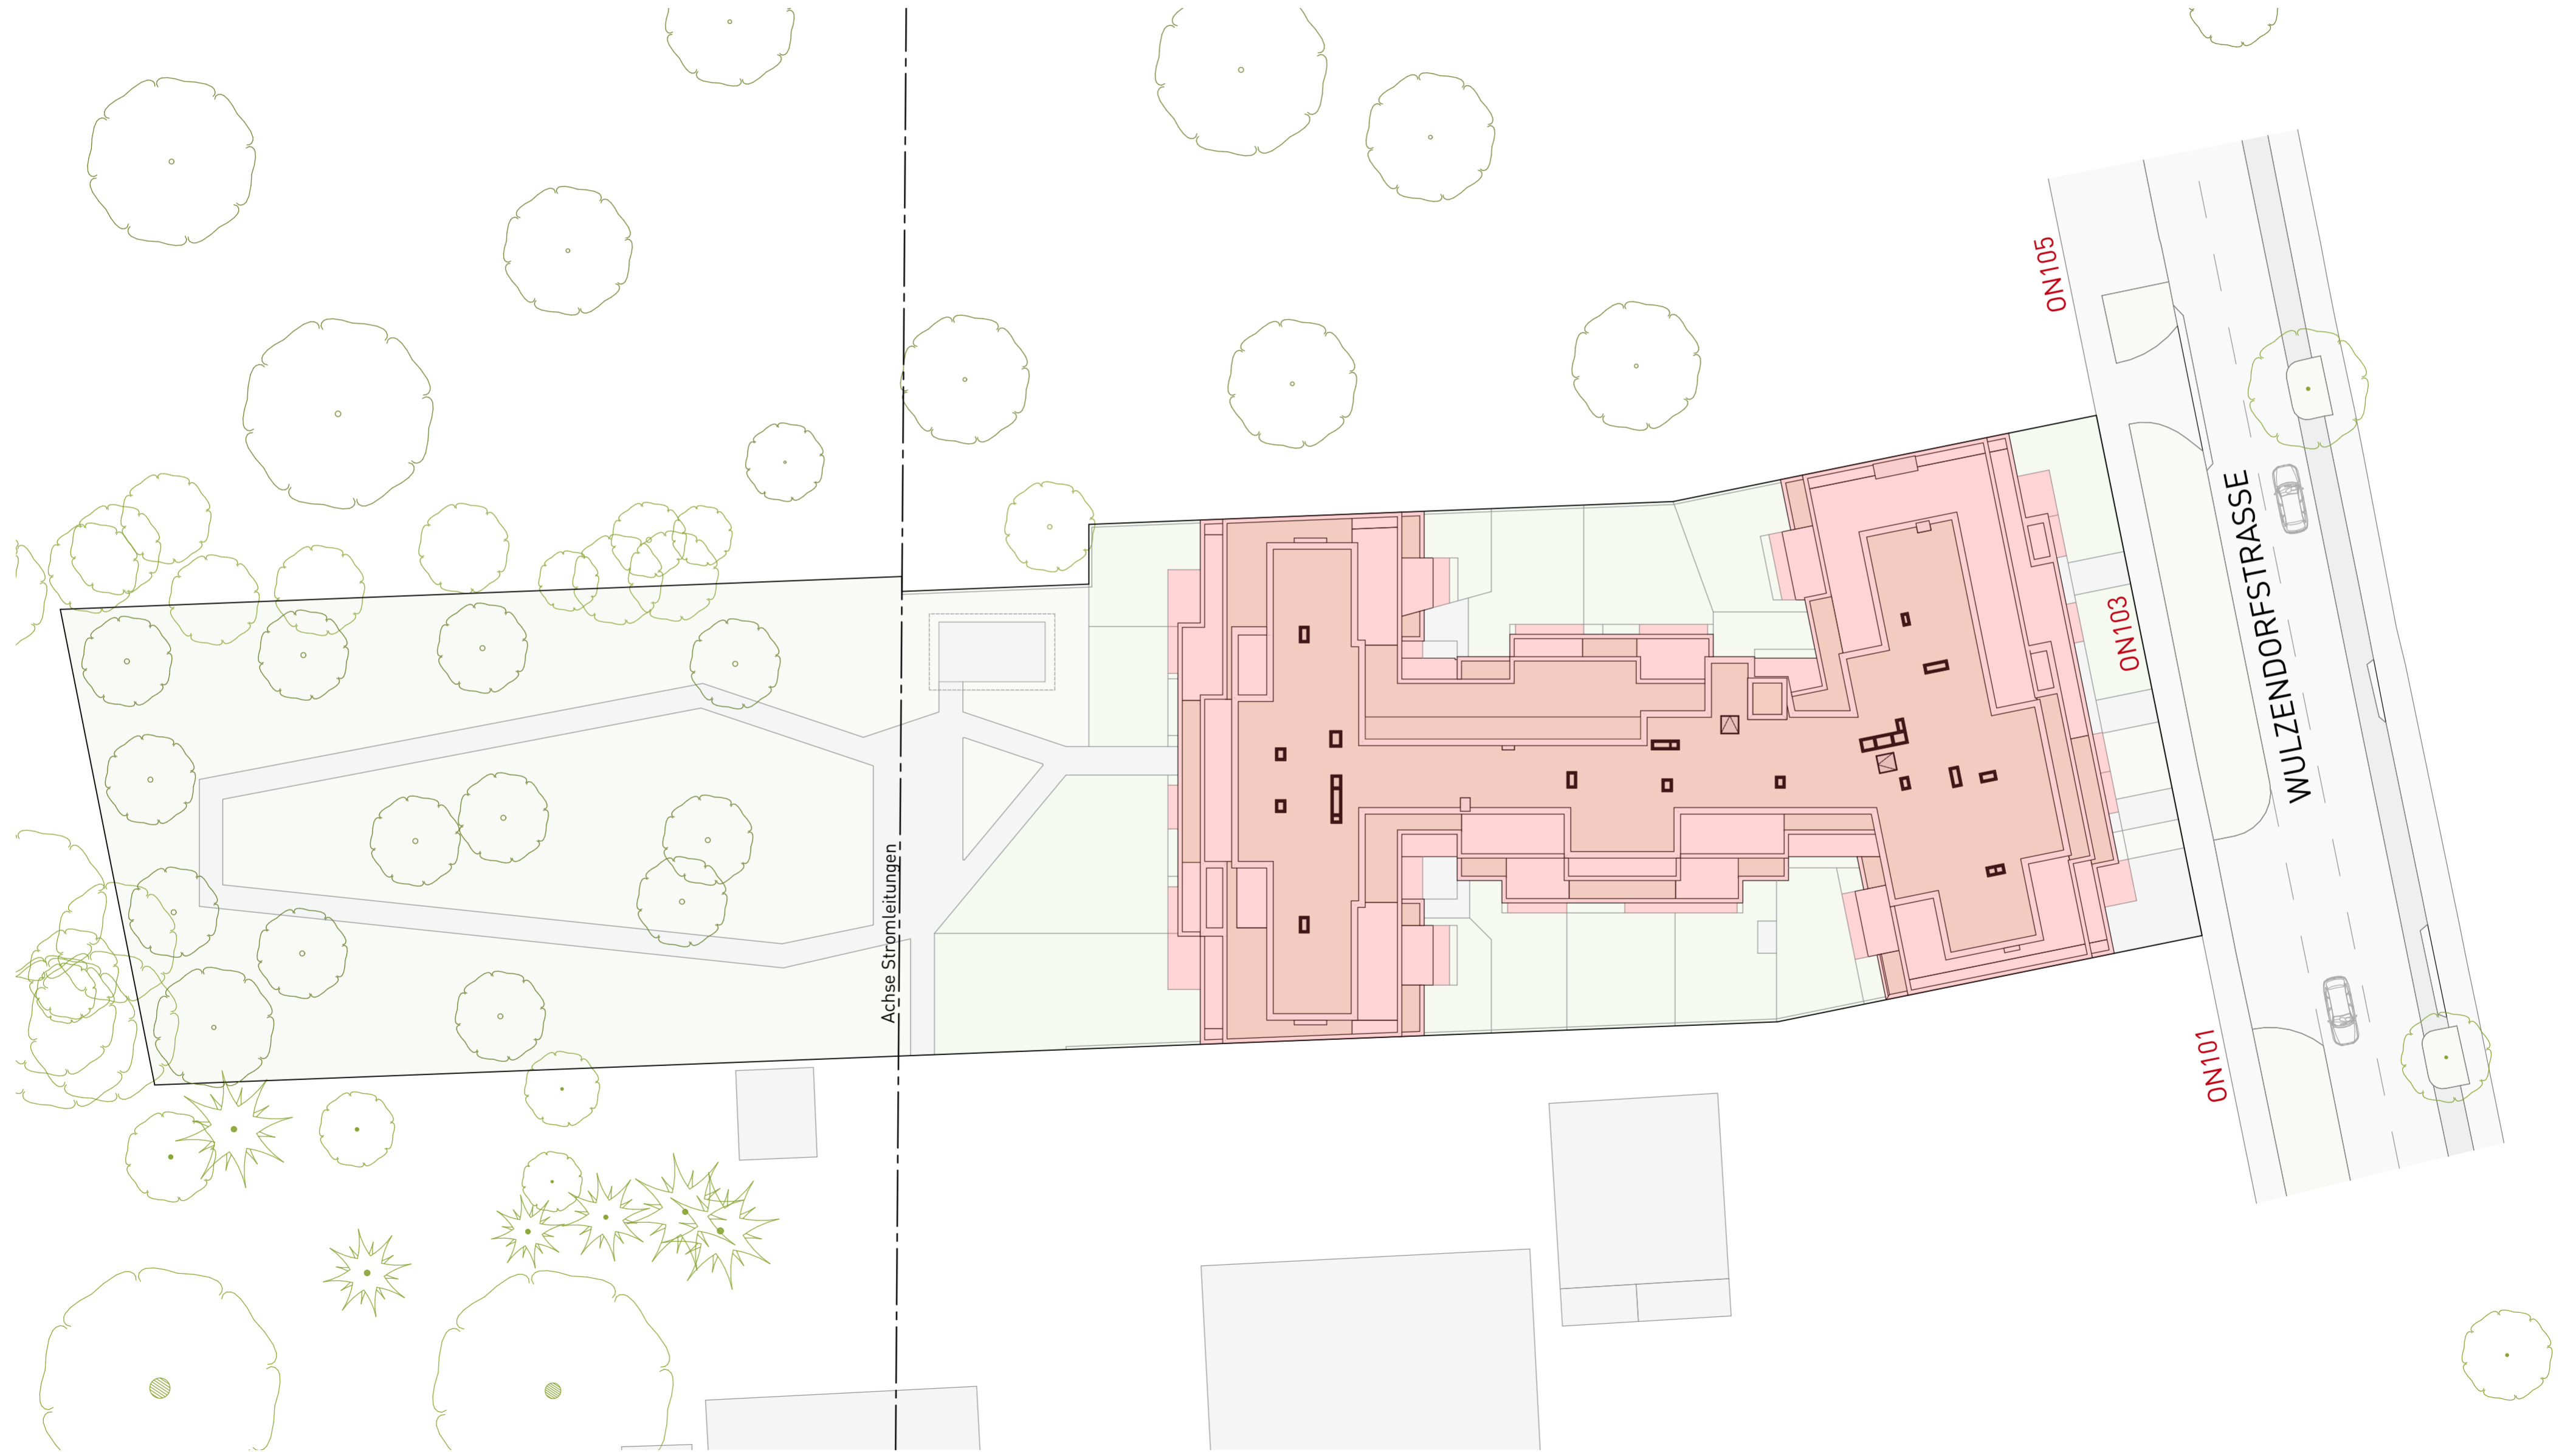 ON105
ON103
WULZENDORFSTRASSE
Achse Stromleitungen
ON101